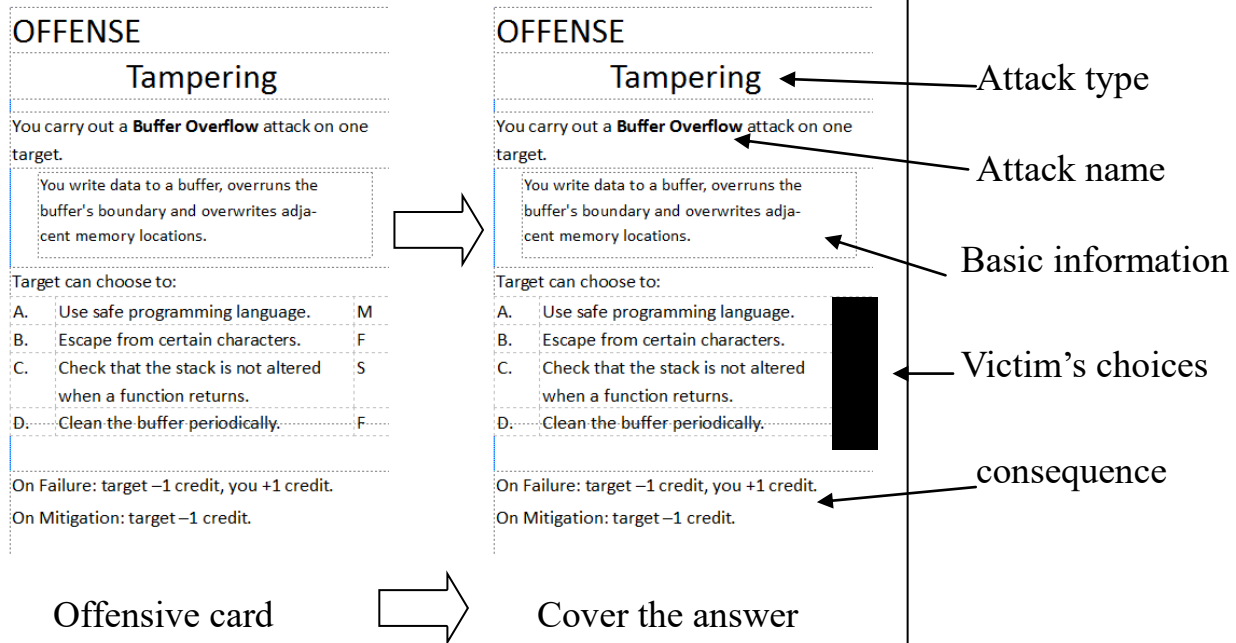 OFFENSE
Tampering
You carry out a Buffer Overflow attack on one
target.
You write data to a buffer, overruns the
buffer's boundary and overwrites adja-
cent memory locations.
Target can choose to:
A. Use safe programming language. M
B. Escape from certain characters. F
C. Check that the stack is not altered S
when a function returns.
D. Clean the buffer periodically. F
On Failure: target –1 credit, you +1 credit.
On Mitigation: target –1 credit.
Offensive card
OFFENSE
Tampering
You carry out a Buffer Overflow attack on one
target.
You write data to a buffer, overruns the
buffer's boundary and overwrites adja-
cent memory locations.
Target can choose to:
A. Use safe programming language.
B. Escape from certain characters.
C. Check that the stack is not altered
when a function returns.
D. Clean the buffer periodically.
On Failure: target –1 credit, you +1 credit.
On Mitigation: target –1 credit.
Cover the answer
Attack type
Attack name
Basic information
Victim’s choices
consequence